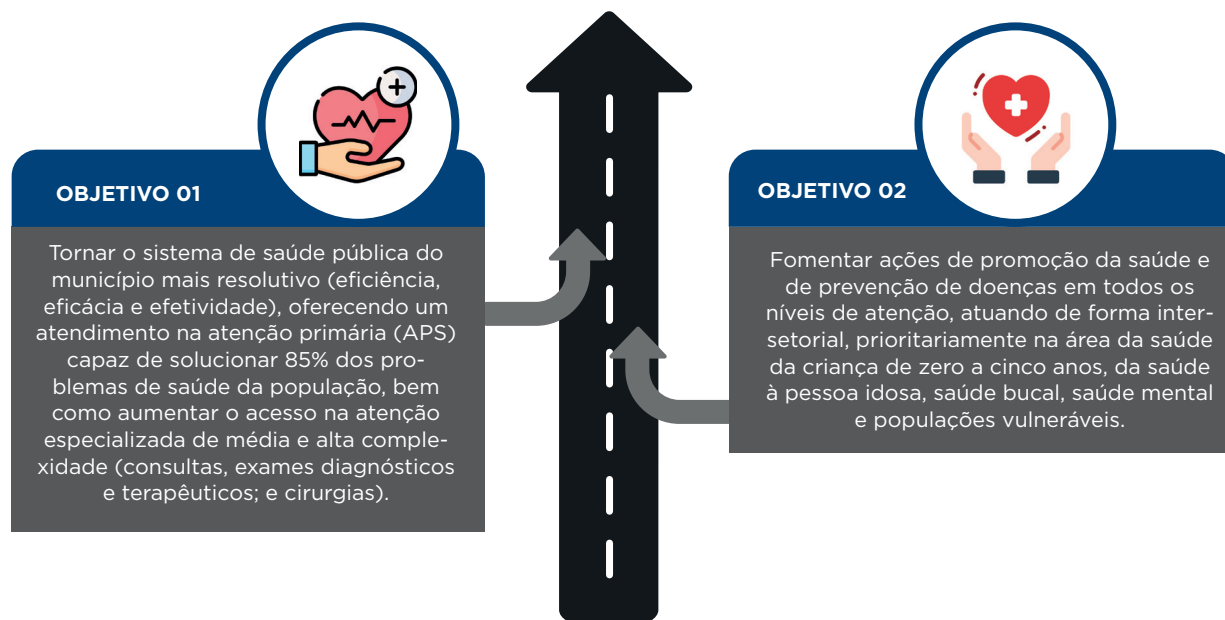 OBJETIVO 01
Tornar o sistema de saúde pública do
município mais resolutivo (eficiência,
eficácia e efetividade), oferecendo um
atendimento na atenção primária (APS)
capaz de solucionar 85% dos pro-
blemas de saúde da população, bem
como aumentar o acesso na atenção
especializada de média e alta comple-
xidade (consultas, exames diagnósticos
e terapêuticos; e cirurgias).
OBJETIVO 02
Fomentar ações de promoção da saúde e
de prevenção de doenças em todos os
níveis de atenção, atuando de forma inter-
setorial, prioritariamente na área da saúde
da criança de zero a cinco anos, da saúde
à pessoa idosa, saúde bucal, saúde mental
e populações vulneráveis.